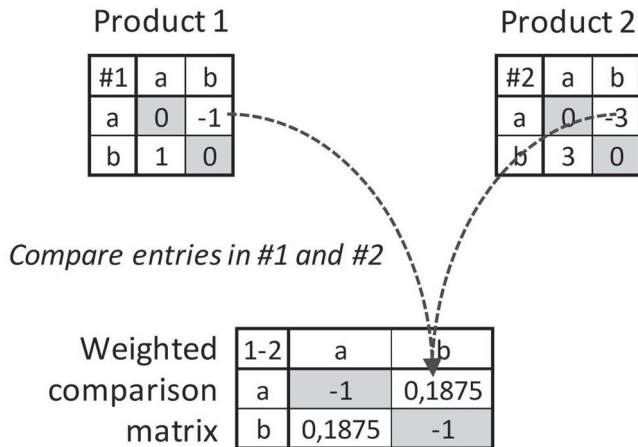 Product 1
Product 2
#1 a b
a 0 -1
b 1 0
#2 a b
a 0 -3
b 3 0
Compare entries in #1 and #2
Weighted
comparison
matrix
1-2 a b
a -1 0,1875
b 0,1875 -1